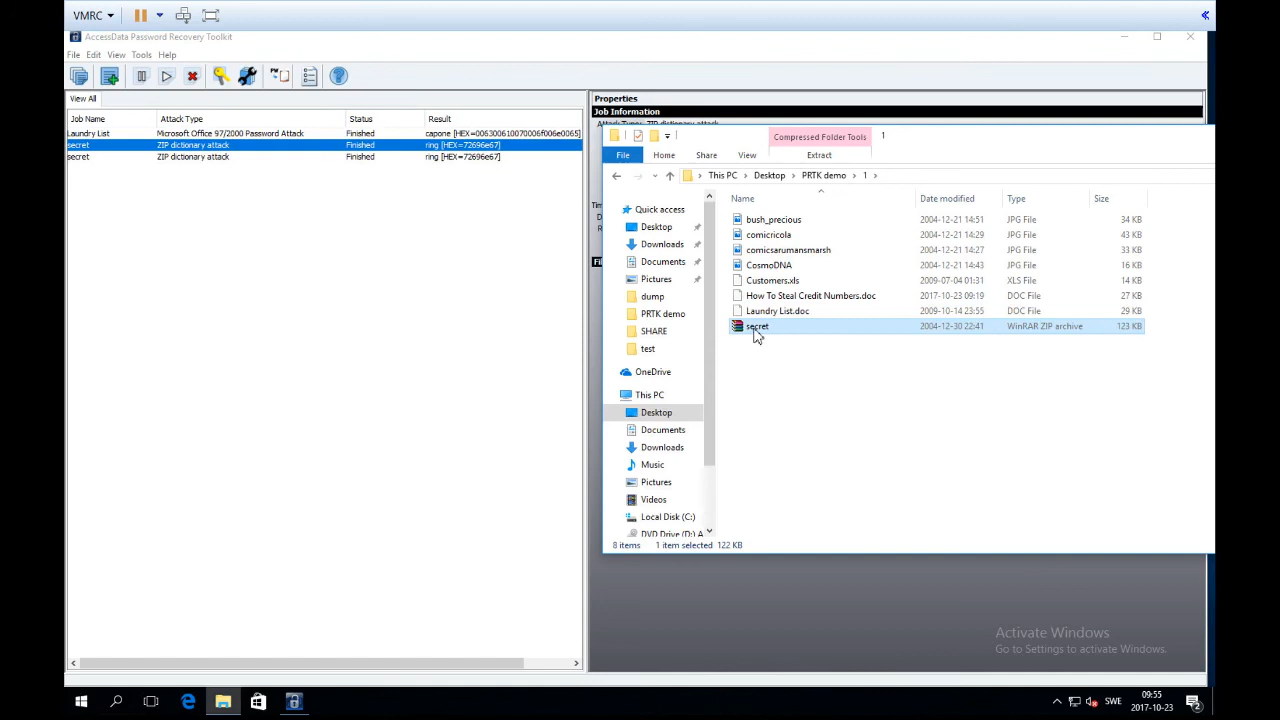 VMRC
AccessData Password Recovery Toolkit
File Edit View Tools Help
View All
Job Name Attack Type Status Result
Laundry List Microsoft Office 97/2000 Password Attack Finished capone [HEX=006300610070006f006e0065]
secret ZIP dictionary attack Finished ring [HEX=72696e67]
secret ZIP dictionary attack Finished ring [HEX=72696e67]
Properties
Job Information
Attack Type: ZIP dictionary attack
Compressed Folder Tools 1
File Home Share View Extract
This PC Desktop PRTK demo 1
Name Date modified Type Size
Quick access
Desktop
Downloads
Documents
Pictures
dump
PRTK demo
SHARE
test
OneDrive
This PC
Desktop
Documents
Downloads
Music
Pictures
Videos
Local Disk (C:)
DVD Drive (D:) A
bush_precious 2004-12-21 14:51 JPG File 34 KB
comicricola 2004-12-21 14:29 JPG File 43 KB
comicsarumansmarsh 2004-12-21 14:27 JPG File 33 KB
CosmoDNA 2004-12-21 14:43 JPG File 16 KB
Customers.xls 2009-07-04 01:31 XLS File 14 KB
How To Steal Credit Numbers.doc 2017-10-23 09:19 DOC File 27 KB
Laundry List.doc 2009-10-14 23:55 DOC File 29 KB
secret 2004-12-30 22:41 WinRAR ZIP archive 123 KB
8 items 1 item selected 122 KB
Activate Windows
Go to Settings to activate Windows.
SWE
09:55
2017-10-23
2